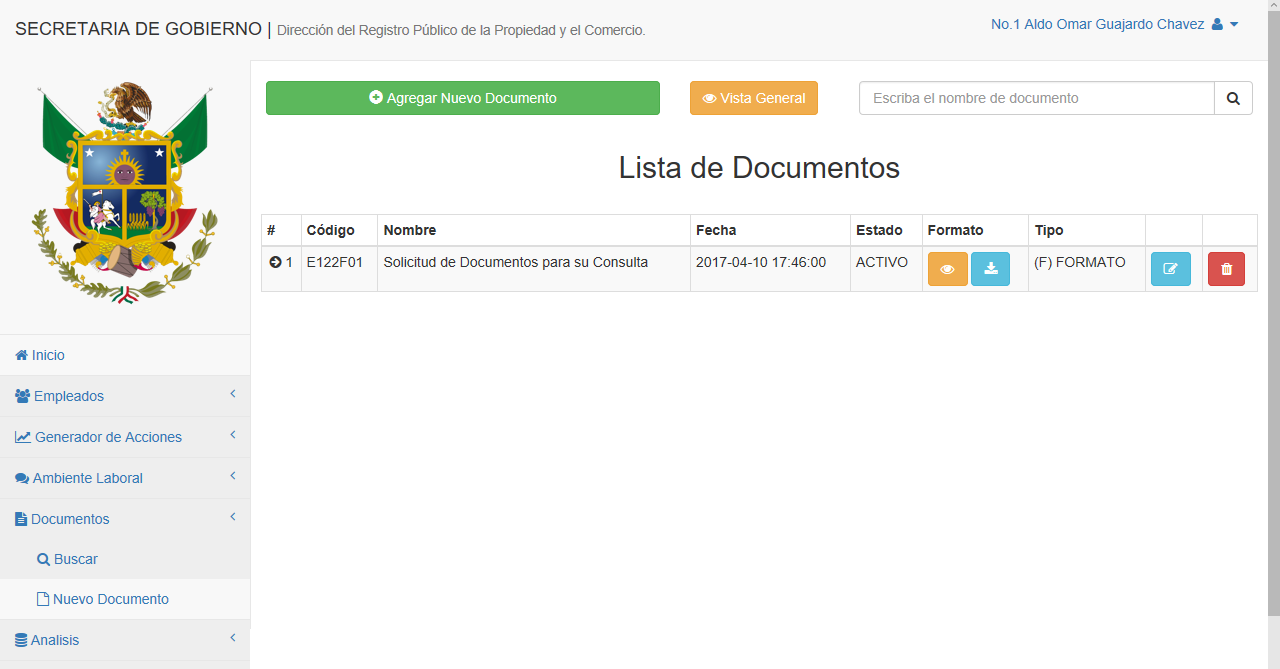 SECRETARIA DE GOBIERNO | Dirección del Registro Público de la Propiedad y el Comercio.
No.1 Aldo Omar Guajardo Chavez
Agregar Nuevo Documento
Vista General
Escriba el nombre de documento
Lista de Documentos
# Código Nombre Fecha Estado Formato Tipo
1 E122F01 Solicitud de Documentos para su Consulta 2017-04-10 17:46:00 ACTIVO (F) FORMATO
Inicio
Empleados
Generador de Acciones
Ambiente Laboral
Documentos
Buscar
Nuevo Documento
Analisis